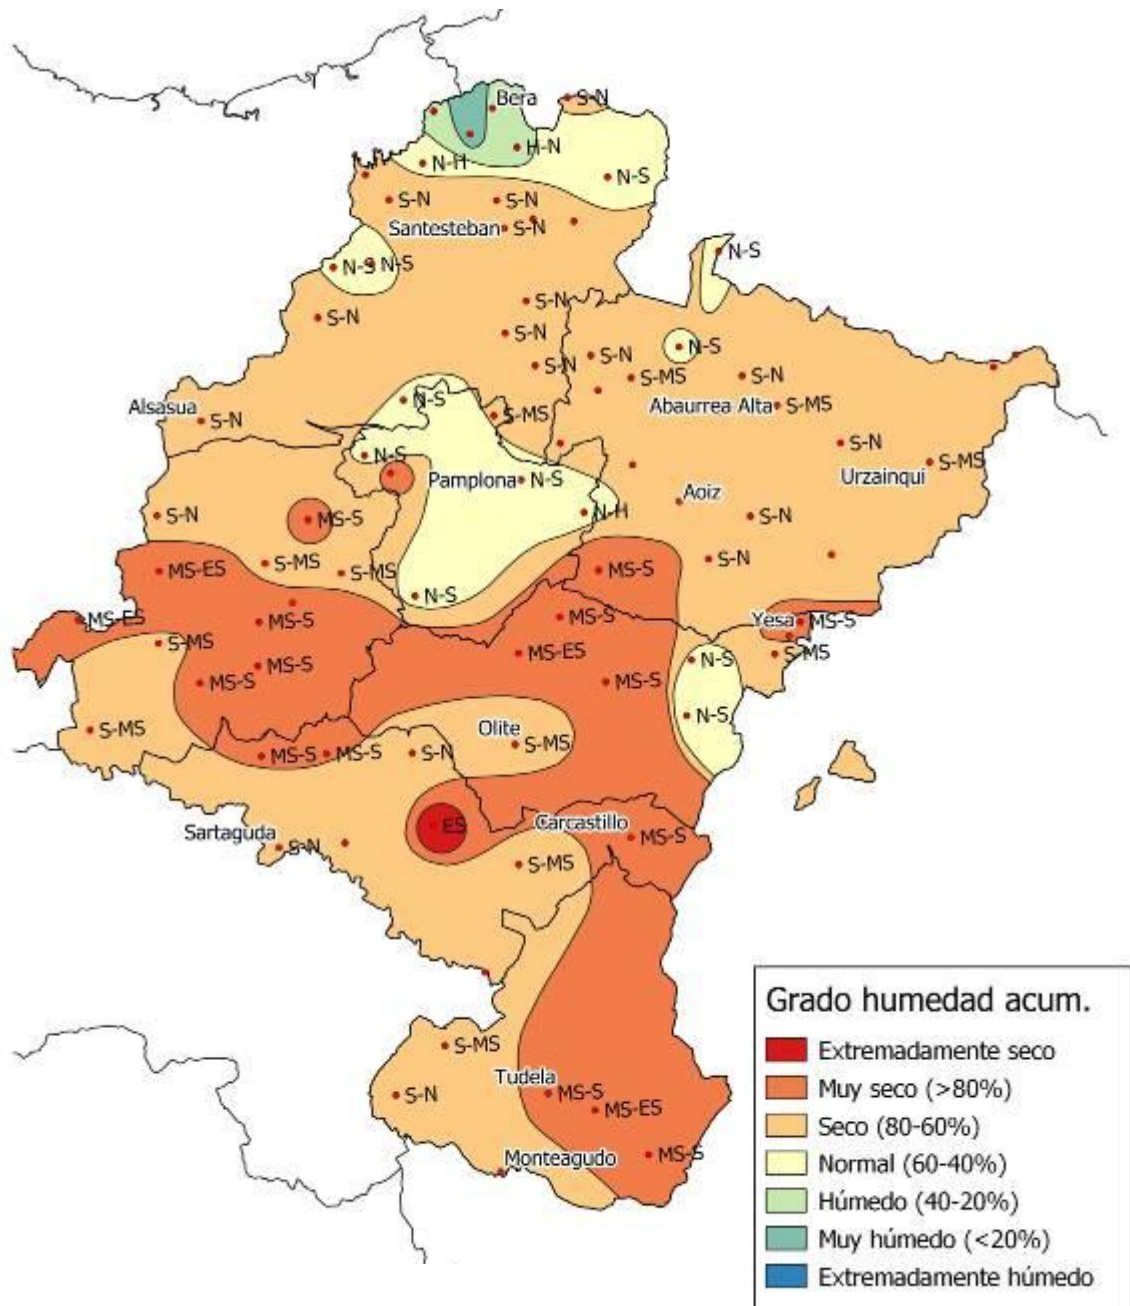 Bera
S-N
H-N
N-H
N-S
S-N
S-N
Santesteban
S-N
N-S
N-S
N-S
S-N
S-N
S-N
N-S
S-N
S-N
S-MS
S-N
N-S
S-MS
Abaurrea Alta
S-MS
Alsasua
S-N
S-N
N-S
S-MS
Urzainqui
Pamplona
N-S
Aoiz
S-N
MS-S
N-H
S-N
S-MS
S-N
MS-ES
S-MS
MS-S
N-S
MS-ES
MS-S
MS-S
Yesa
MS-S
S-MS
MS-ES
S-MS
MS-S
N-S
MS-S
MS-S
N-S
S-MS
Olite
S-MS
MS-S
MS-S
S-N
ES
Carcastillo
MS-S
Sartaguda
S-N
S-MS
S-MS
Tudela
MS-S
S-N
MS-ES
Monteagudo
MS-S
Grado humedad acum.
Extremadamente seco
Muy seco (>80%)
Seco (80-60%)
Normal (60-40%)
Húmedo (40-20%)
Muy húmedo (<20%)
Extremadamente húmedo